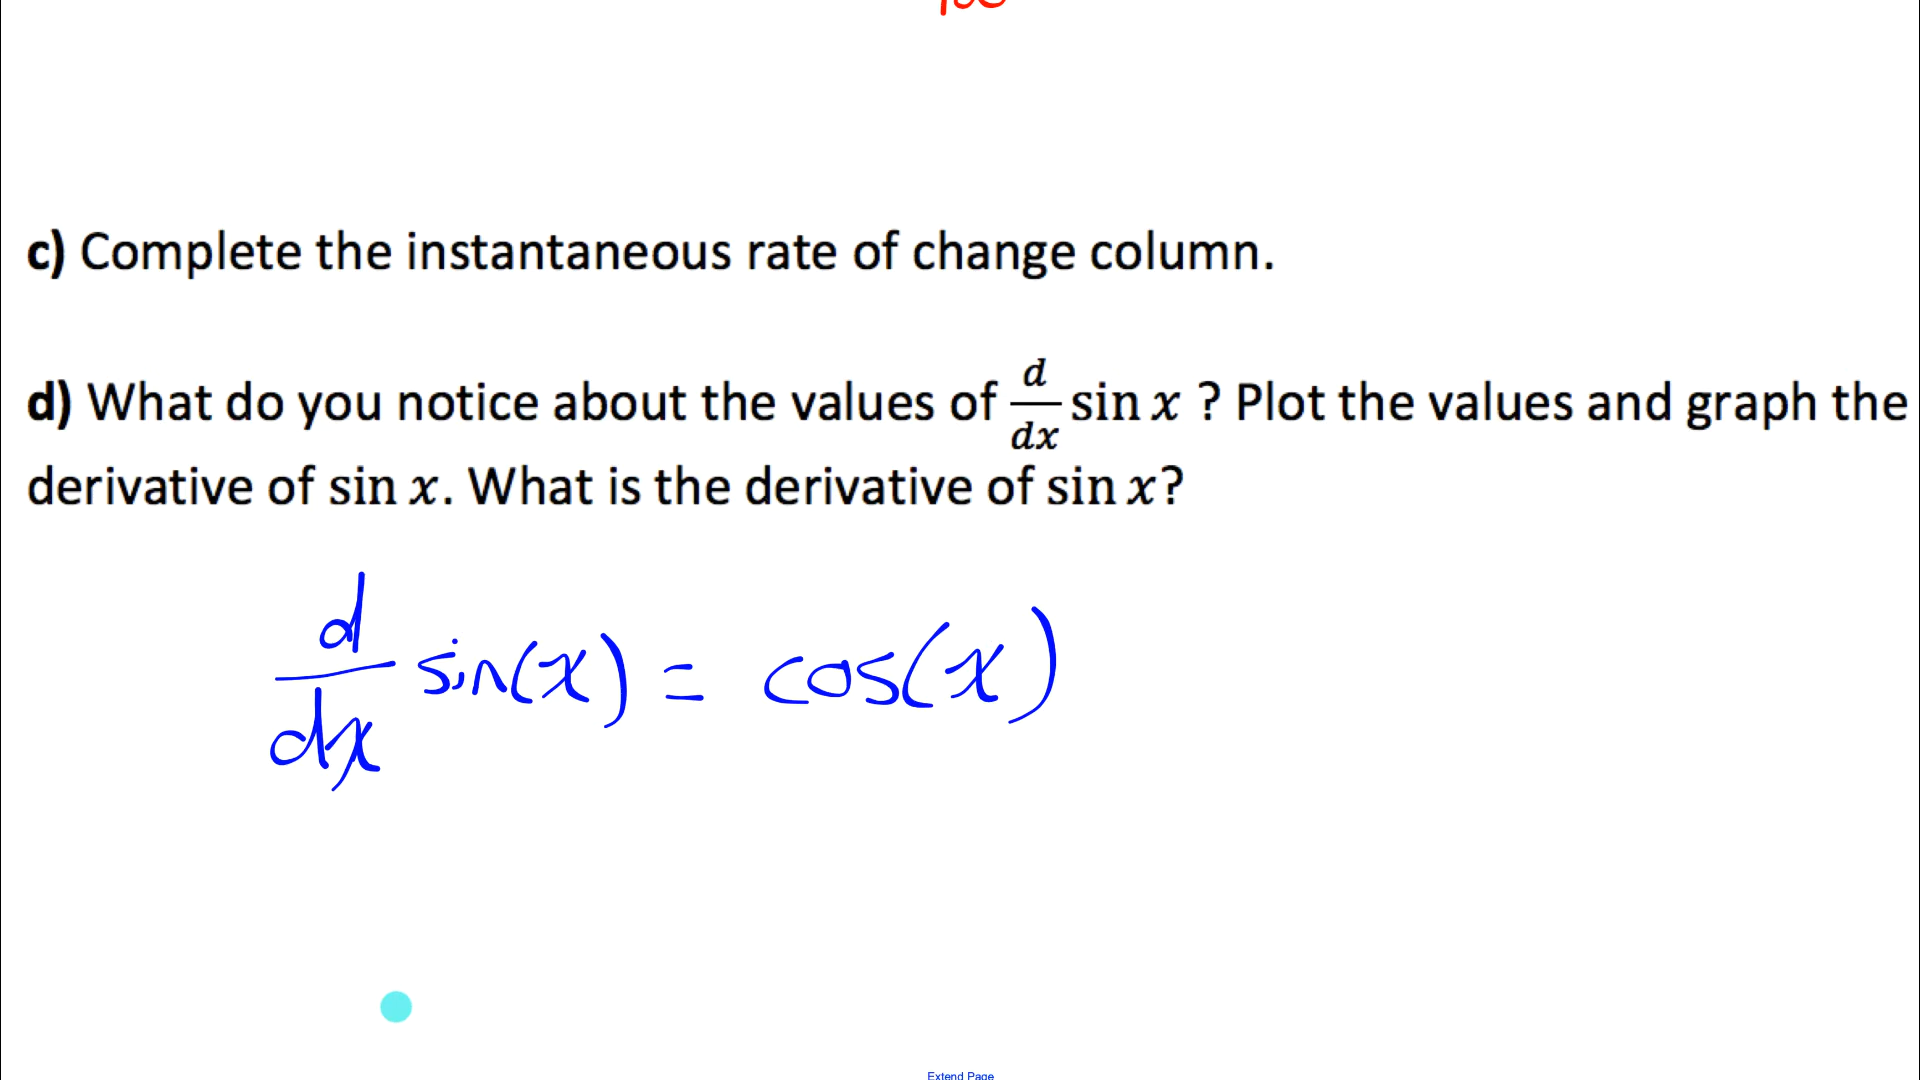 c) Complete the instantaneous rate of change column.
d) What do you notice about the values of d/dx sin x ? Plot the values and graph the
derivative of sin x. What is the derivative of sin x?
d/dx sin(x) = cos(x)
Extend Page